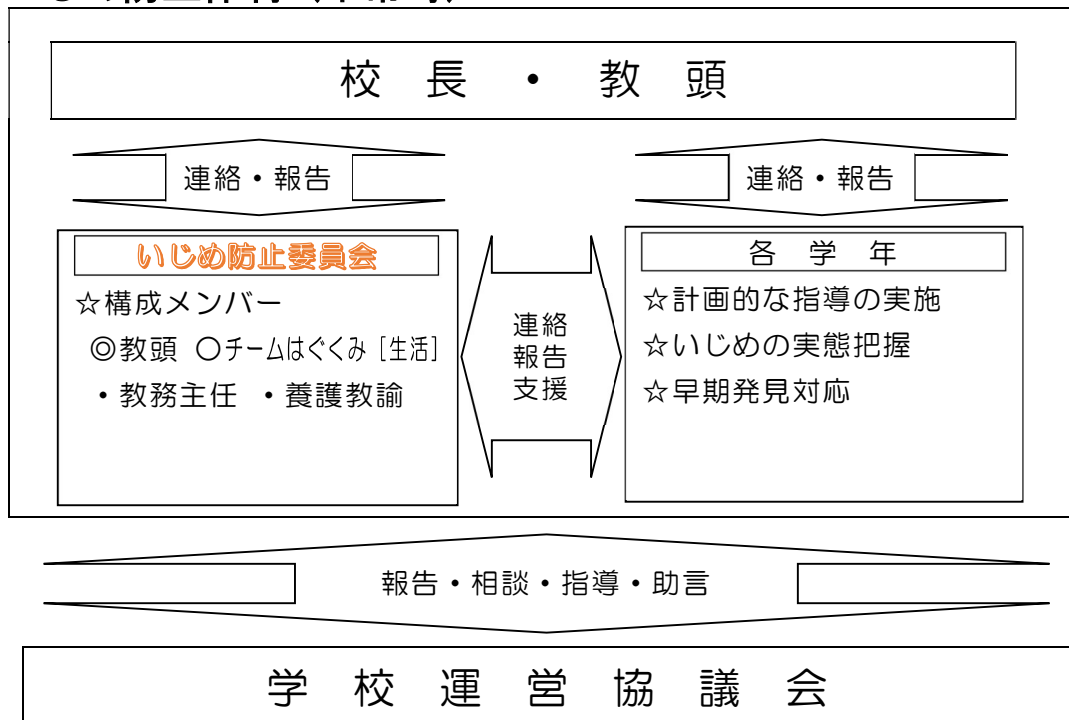 校長・教頭
連絡・報告
連絡・報告
いじめ防止委員会
☆構成メンバー
◎教頭 〇チームはぐくみ[生活]
・教務主任 ・養護教諭
連絡
報告
支援
各学年
☆計画的な指導の実施
☆いじめの実態把握
☆早期発見対応
報告・相談・指導・助言
学校運営協議会